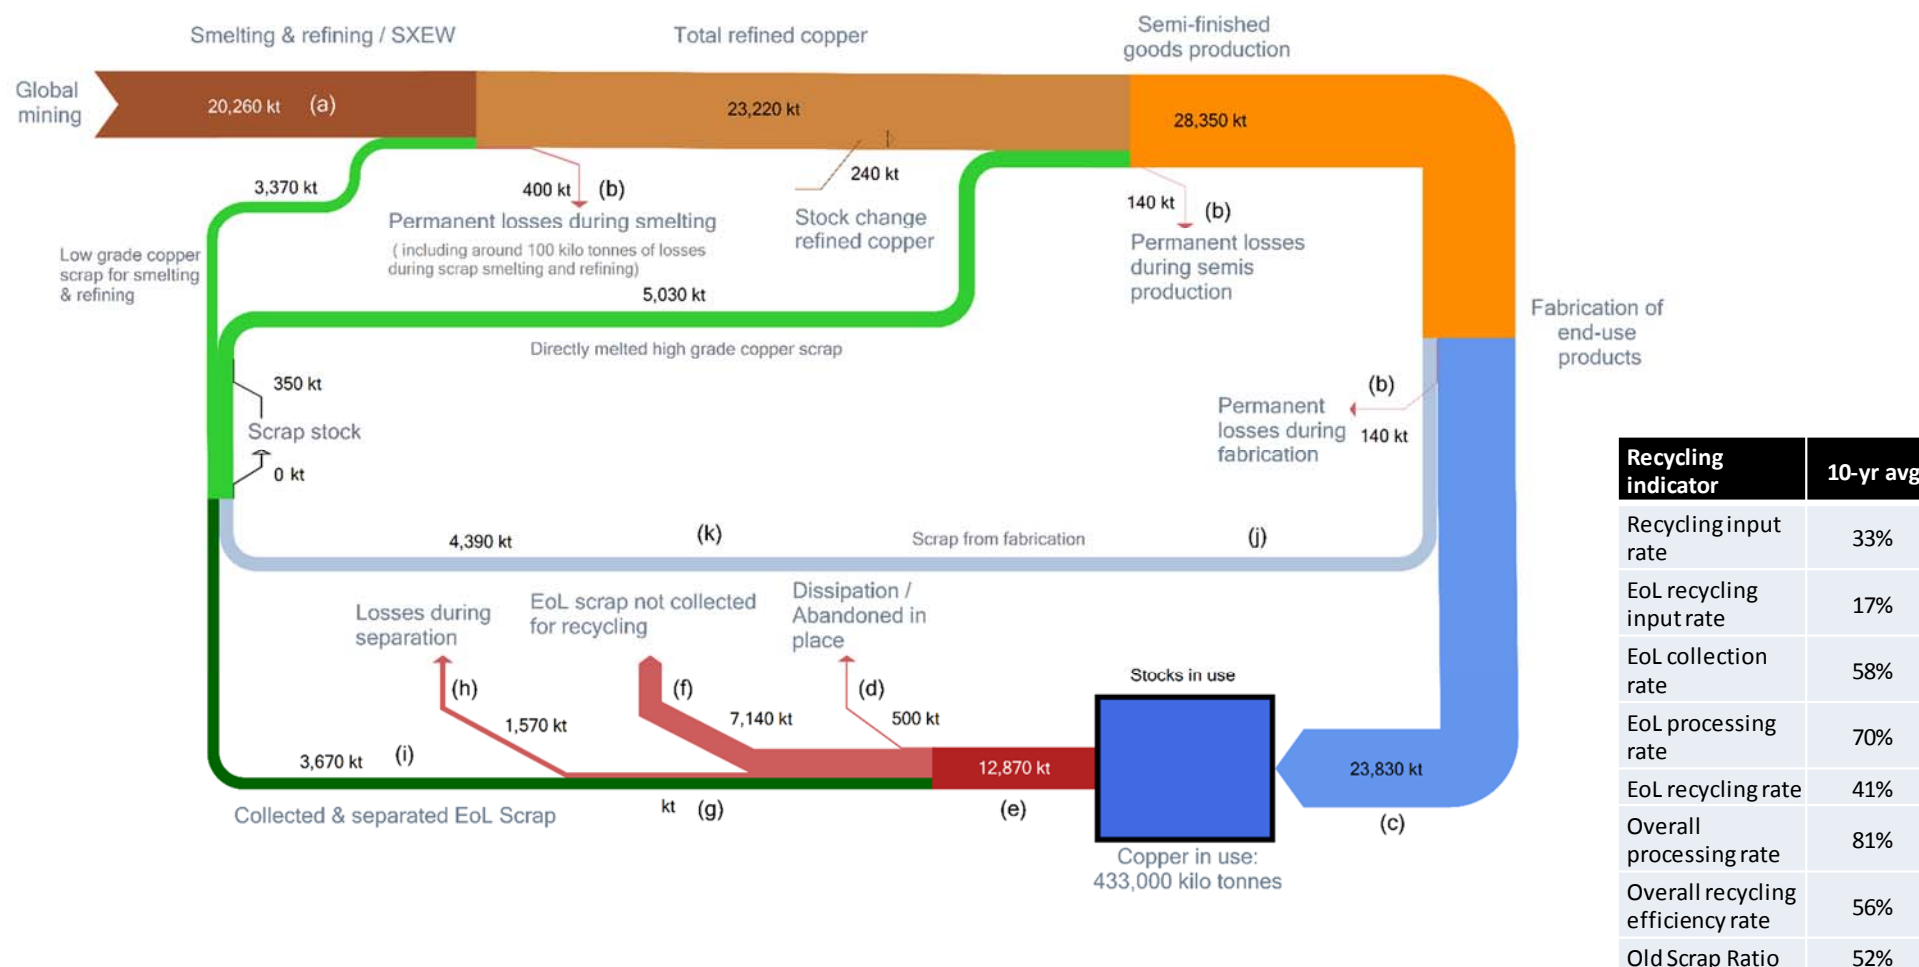 Smelting & refining / SXEW
Total refined copper
Semi-finished
goods production
Global
mining
20,260 kt (a)
23,220 kt
28,350 kt
3,370 kt
400 kt (b)
Permanent losses during smelting
( including around 100 kilo tonnes of losses
during scrap smelting and refining)
240 kt
Stock change
refined copper
140 kt (b)
Permanent losses
during semis
production
Low grade copper
scrap for smelting
& refining
5,030 kt
Directly melted high grade copper scrap
Fabrication of
end-use
products
350 kt
Scrap stock
0 kt
(b)
Permanent
losses during
fabrication
140 kt
4,390 kt (k) Scrap from fabrication (j)
Losses during
separation
EoL scrap not collected
for recycling
Dissipation /
Abandoned in
place
(h)
(f)
(d)
1,570 kt
7,140 kt
500 kt
Stocks in use
3,670 kt (i)
12,870 kt
23,830 kt
Collected & separated EoL Scrap
kt (g)
(e)
(c)
Copper in use:
433,000 kilo tonnes
Recycling
indicator
10-yr avg
Recycling input
rate
33%
EoL recycling
input rate
17%
EoL collection
rate
58%
EoL processing
rate
70%
EoL recycling rate 41%
Overall
processing rate
81%
Overall recycling
efficiency rate
56%
Old Scrap Ratio 52%